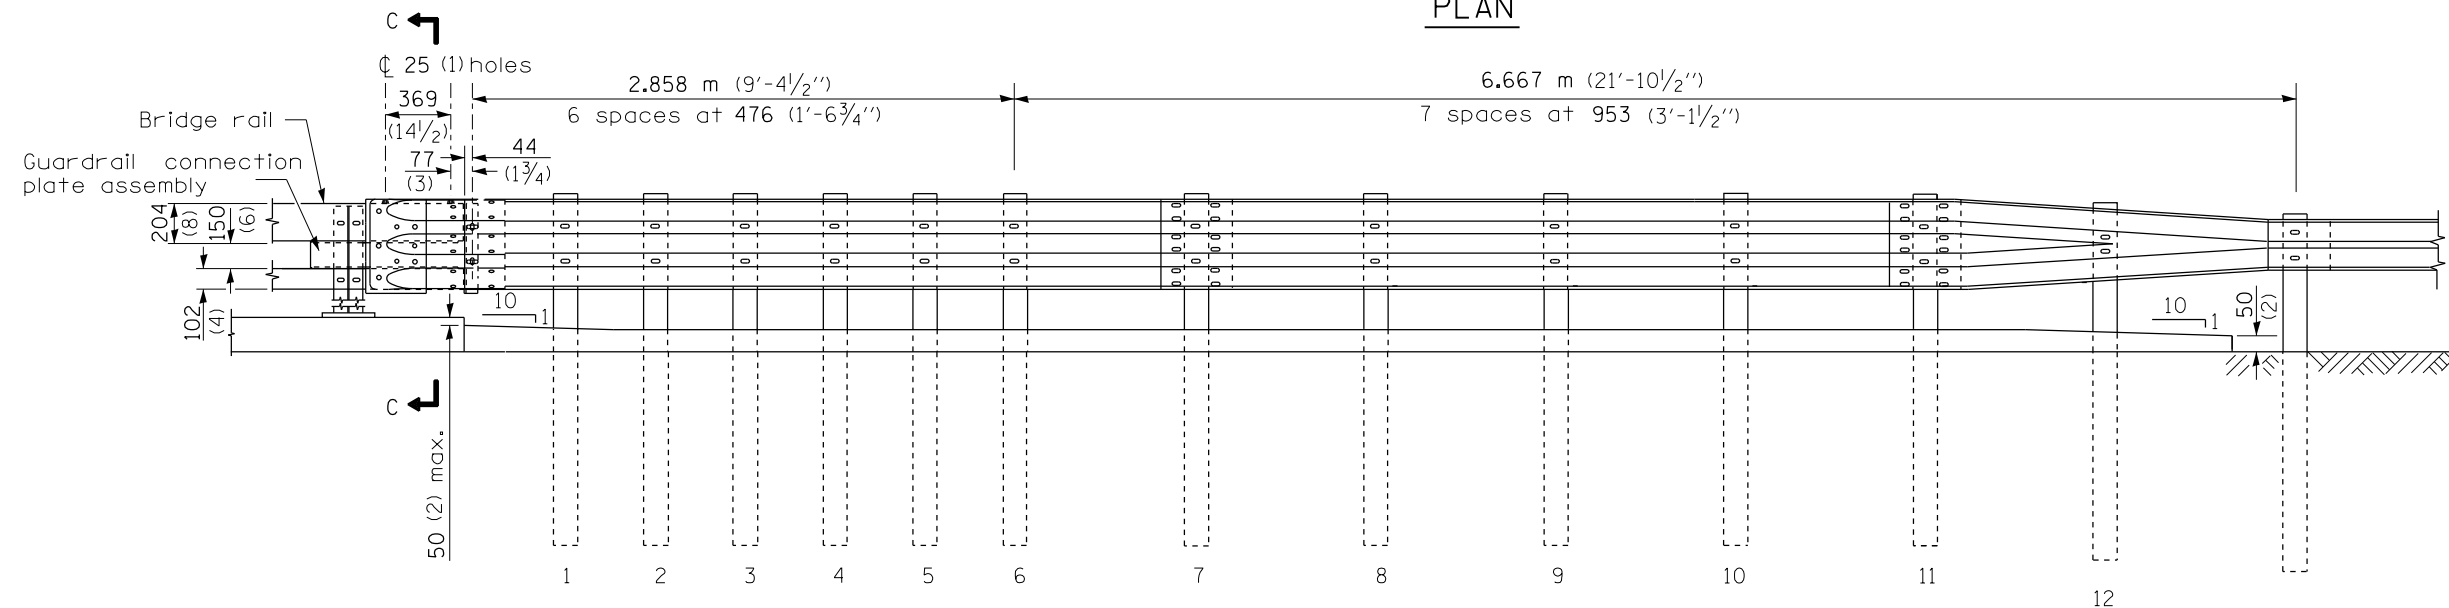 PLAN
C
℄ 25 (1) holes
2.858 m (9'-4½")
6 spaces at 476 (1'-6¾")
6.667 m (21'-10½")
7 spaces at 953 (3'-1½")
369
(14½)
Bridge rail
Guardrail connection
plate assembly
77
(3)
44
(1¾)
204
(8)
150
(6)
102
(4)
10
1
10
1
50
(2)
C
50 (2) max.
1 2 3 4 5 6 7 8 9 10 11
12